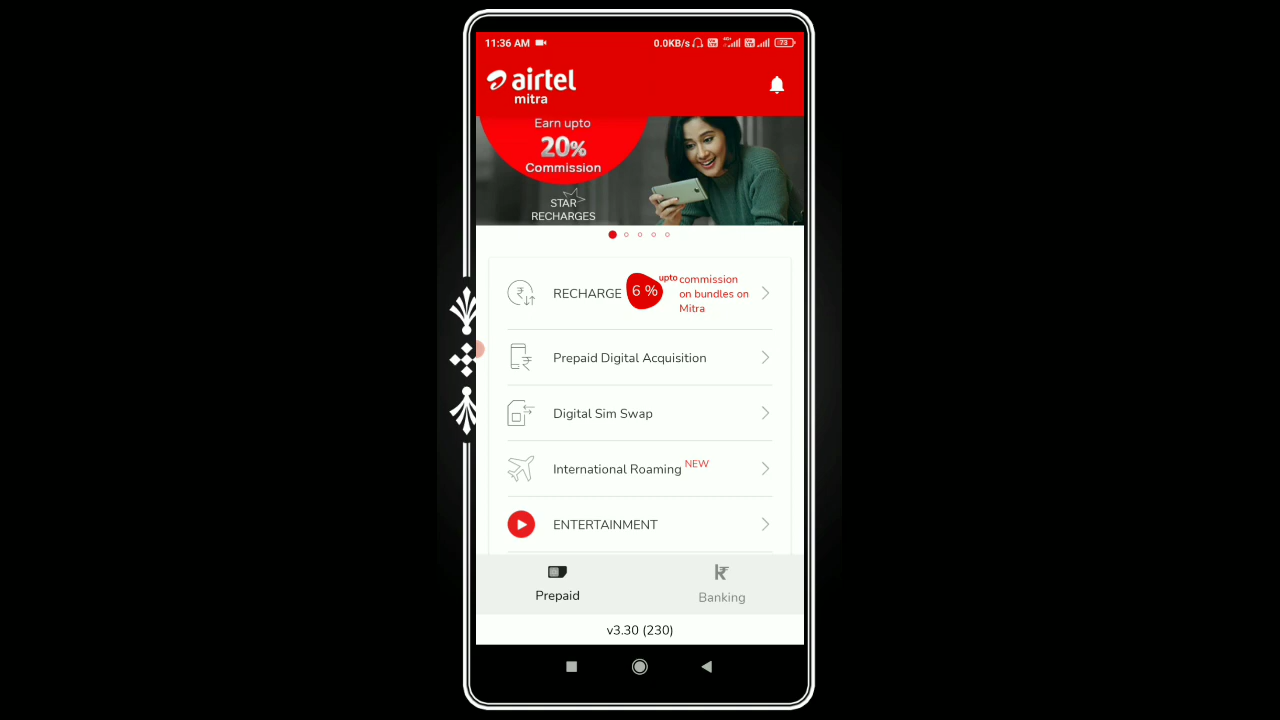 11:36 AM
0.0KB/s
73
airtel
mitra
Earn upto
20%
Commission
STAR
RECHARGES
RECHARGE 6 % upto commission
on bundles on
Mitra
Prepaid Digital Acquisition
Digital Sim Swap
International Roaming NEW
ENTERTAINMENT
Prepaid
Banking
v3.30 (230)